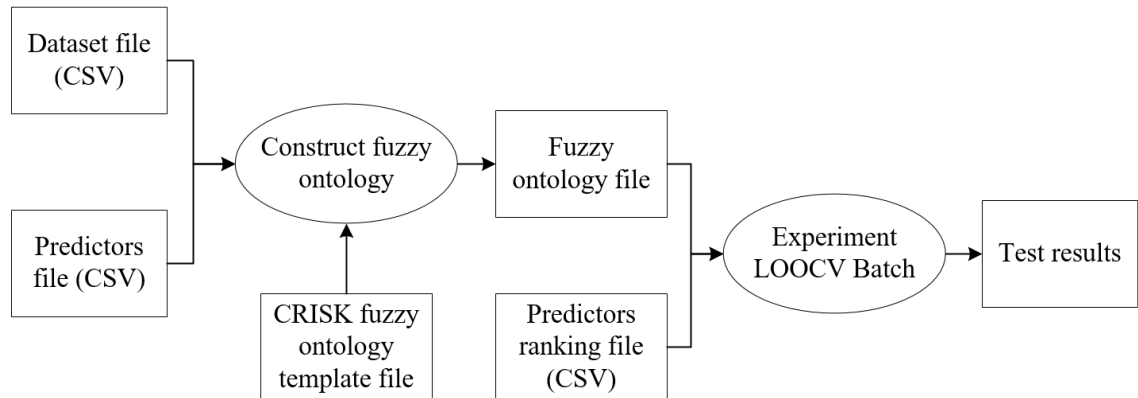 Dataset file
(CSV)
Predictors
file (CSV)
Construct fuzzy
ontology
CRISK fuzzy
ontology
template file
Fuzzy
ontology file
Predictors
ranking file
(CSV)
Experiment
LOOCV Batch
Test results